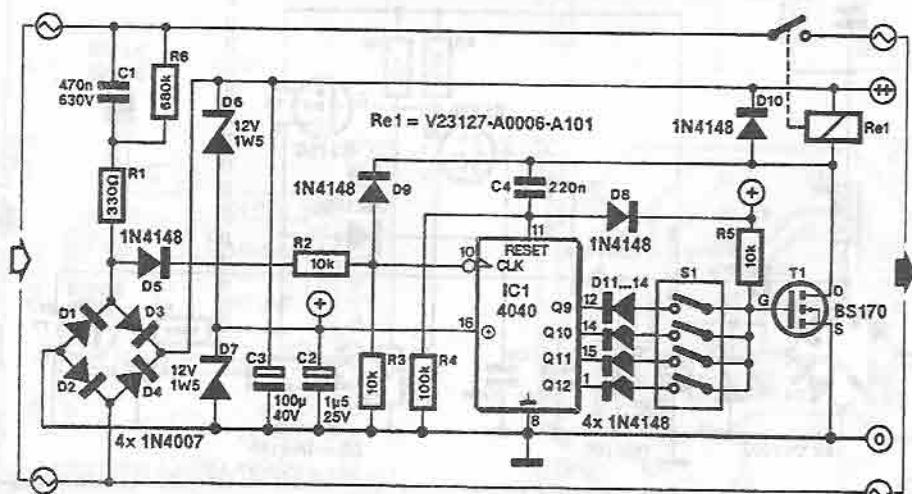 C1
470n
630V
R6
680k
R1
330Ω
1N4148
D5
D1
D3
D2
D4
4x 1N4007
D6
12V
1W5
D7
12V
1W5
C3
100µ
40V
C2
1µ5
25V
+
R2
10k
1N4148
D9
R3
10k
R4
100k
Re1 = V23127-A0006-A101
C4
220n
D8
1N4148
10
11
RESET
CLK
IC1
4040
16
Q9
12
Q10
14
Q11
15
Q12
1
8
D11...14
4x 1N4148
S1
D10
1N4148
Re1
+
R5
10k
T1
BS170
G
D
S
++
0